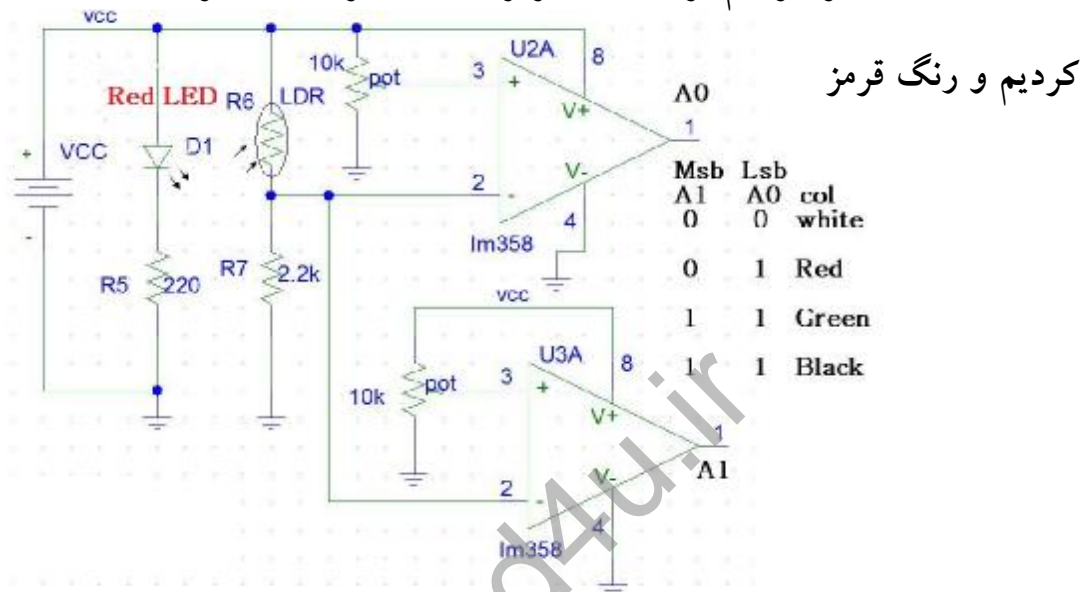 کردیم و رنگ قرمز
vcc
Red LED
R6
LDR
10k
pot
3
+
U2A
8
V+
A0
1
+
VCC
-
D1
2
-
V-
4
lm358
R5
220
R7
2.2k
Msb Lsb
A1 A0 col
0 0 white
0 1 Red
1 1 Green
1 1 Black
vcc
10k
pot
3
+
U3A
8
V+
1
A1
2
-
V-
4
lm358